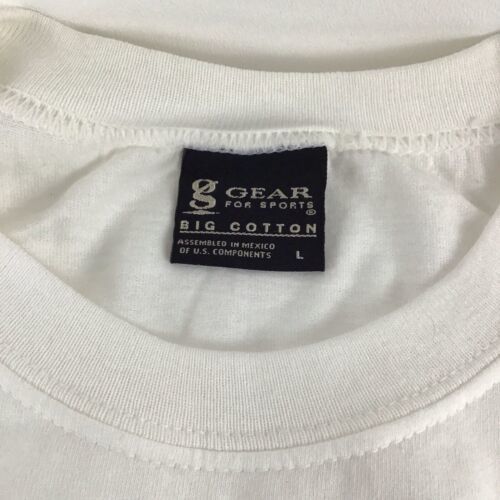 g GEAR
FOR SPORTS®
BIG COTTON
ASSEMBLED IN MEXICO
OF U.S. COMPONENTS L